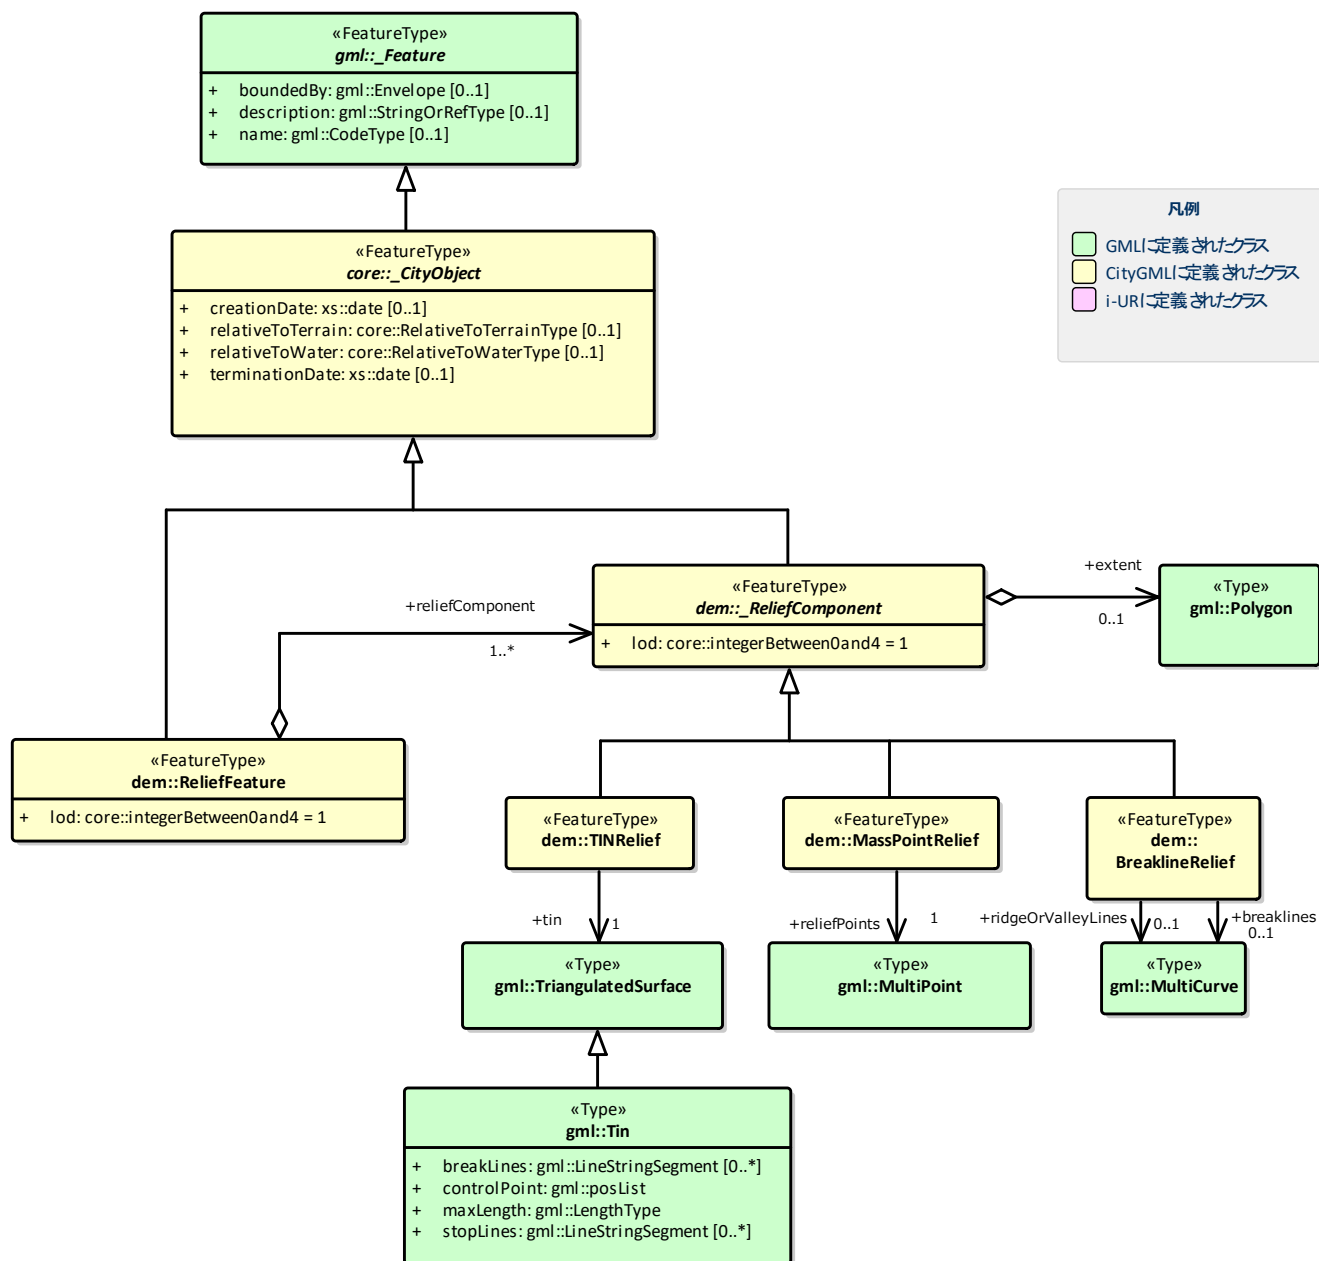 «FeatureType»
gml::_Feature
+ boundedBy: gml::Envelope [0..1]
+ description: gml::StringOrRefType [0..1]
+ name: gml::CodeType [0..1]
凡例
GMLに定義されたクラス
CityGMLに定義されたクラス
i-URに定義されたクラス
«FeatureType»
core::_CityObject
+ creationDate: xs::date [0..1]
+ relativeToTerrain: core::RelativeToTerrainType [0..1]
+ relativeToWater: core::RelativeToWaterType [0..1]
+ terminationDate: xs::date [0..1]
+reliefComponent
1..*
«FeatureType»
dem::_ReliefComponent
+ lod: core::integerBetween0and4 = 1
+extent
0..1
«Type»
gml::Polygon
«FeatureType»
dem::ReliefFeature
+ lod: core::integerBetween0and4 = 1
«FeatureType»
dem::TINRelief
«FeatureType»
dem::MassPointRelief
«FeatureType»
dem::
BreaklineRelief
+tin
1
+reliefPoints
1
+ridgeOrValleyLines
0..1
+breaklines
0..1
«Type»
gml::TriangulatedSurface
«Type»
gml::MultiPoint
«Type»
gml::MultiCurve
«Type»
gml::Tin
+ breakLines: gml::LineStringSegment [0..*]
+ controlPoint: gml::posList
+ maxLength: gml::LengthType
+ stopLines: gml::LineStringSegment [0..*]